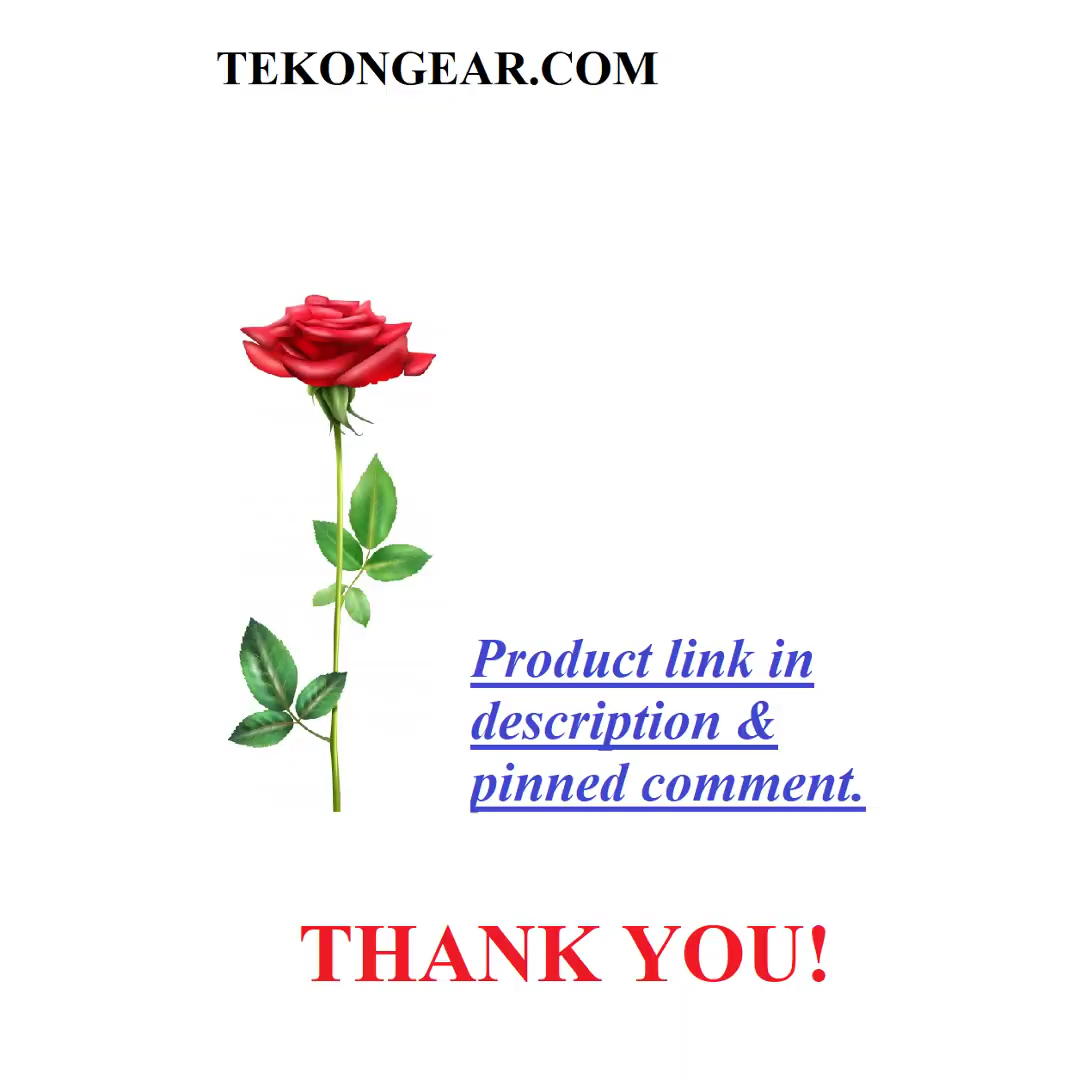 TEKONGEAR.COM
Product link in
description &
pinned comment.
THANK YOU!